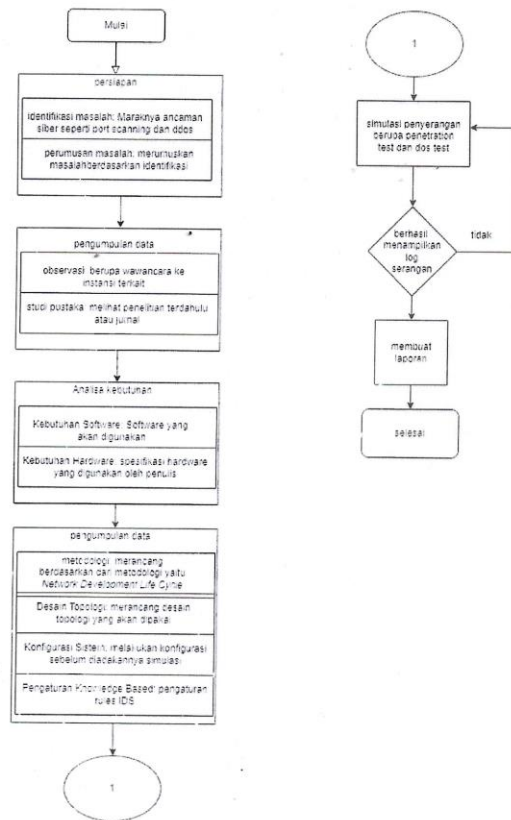 Mulai
persiapan
identifikasi masalah: Maraknya ancaman
siber seperti port scanning dan ddos
perumusan masalah: merumuskan
masalahberdasarkan identifikasi
pengumpulan data
observasi: berupa wawancara ke
instansi terkait
studi pustaka: melihat penelitian terdahulu
atau jurnal
Analisa kebutuhan
Kebutuhan Software: Software yang
akan digunakan
Kebutuhan Hardware: spesifikasi hardware
yang digunakan oleh penulis
pengumpulan data
metodologi: merancang
berdasarkan dari metodologi yaitu
Network Development Life Cycle
Desain Topologi: merancang desain
topologi yang akan dipakai
Konfigurasi Sistem: melakukan konfigurasi
sebelum diadakannya simulasi
Pengaturan Knowledge Based: pengaturan
rules IDS
1
1
simulasi penyerangan
berupa penetration
test dan dos test
berhasil
menampilkan
log
serangan
tidak
membuat
laporan
selesai